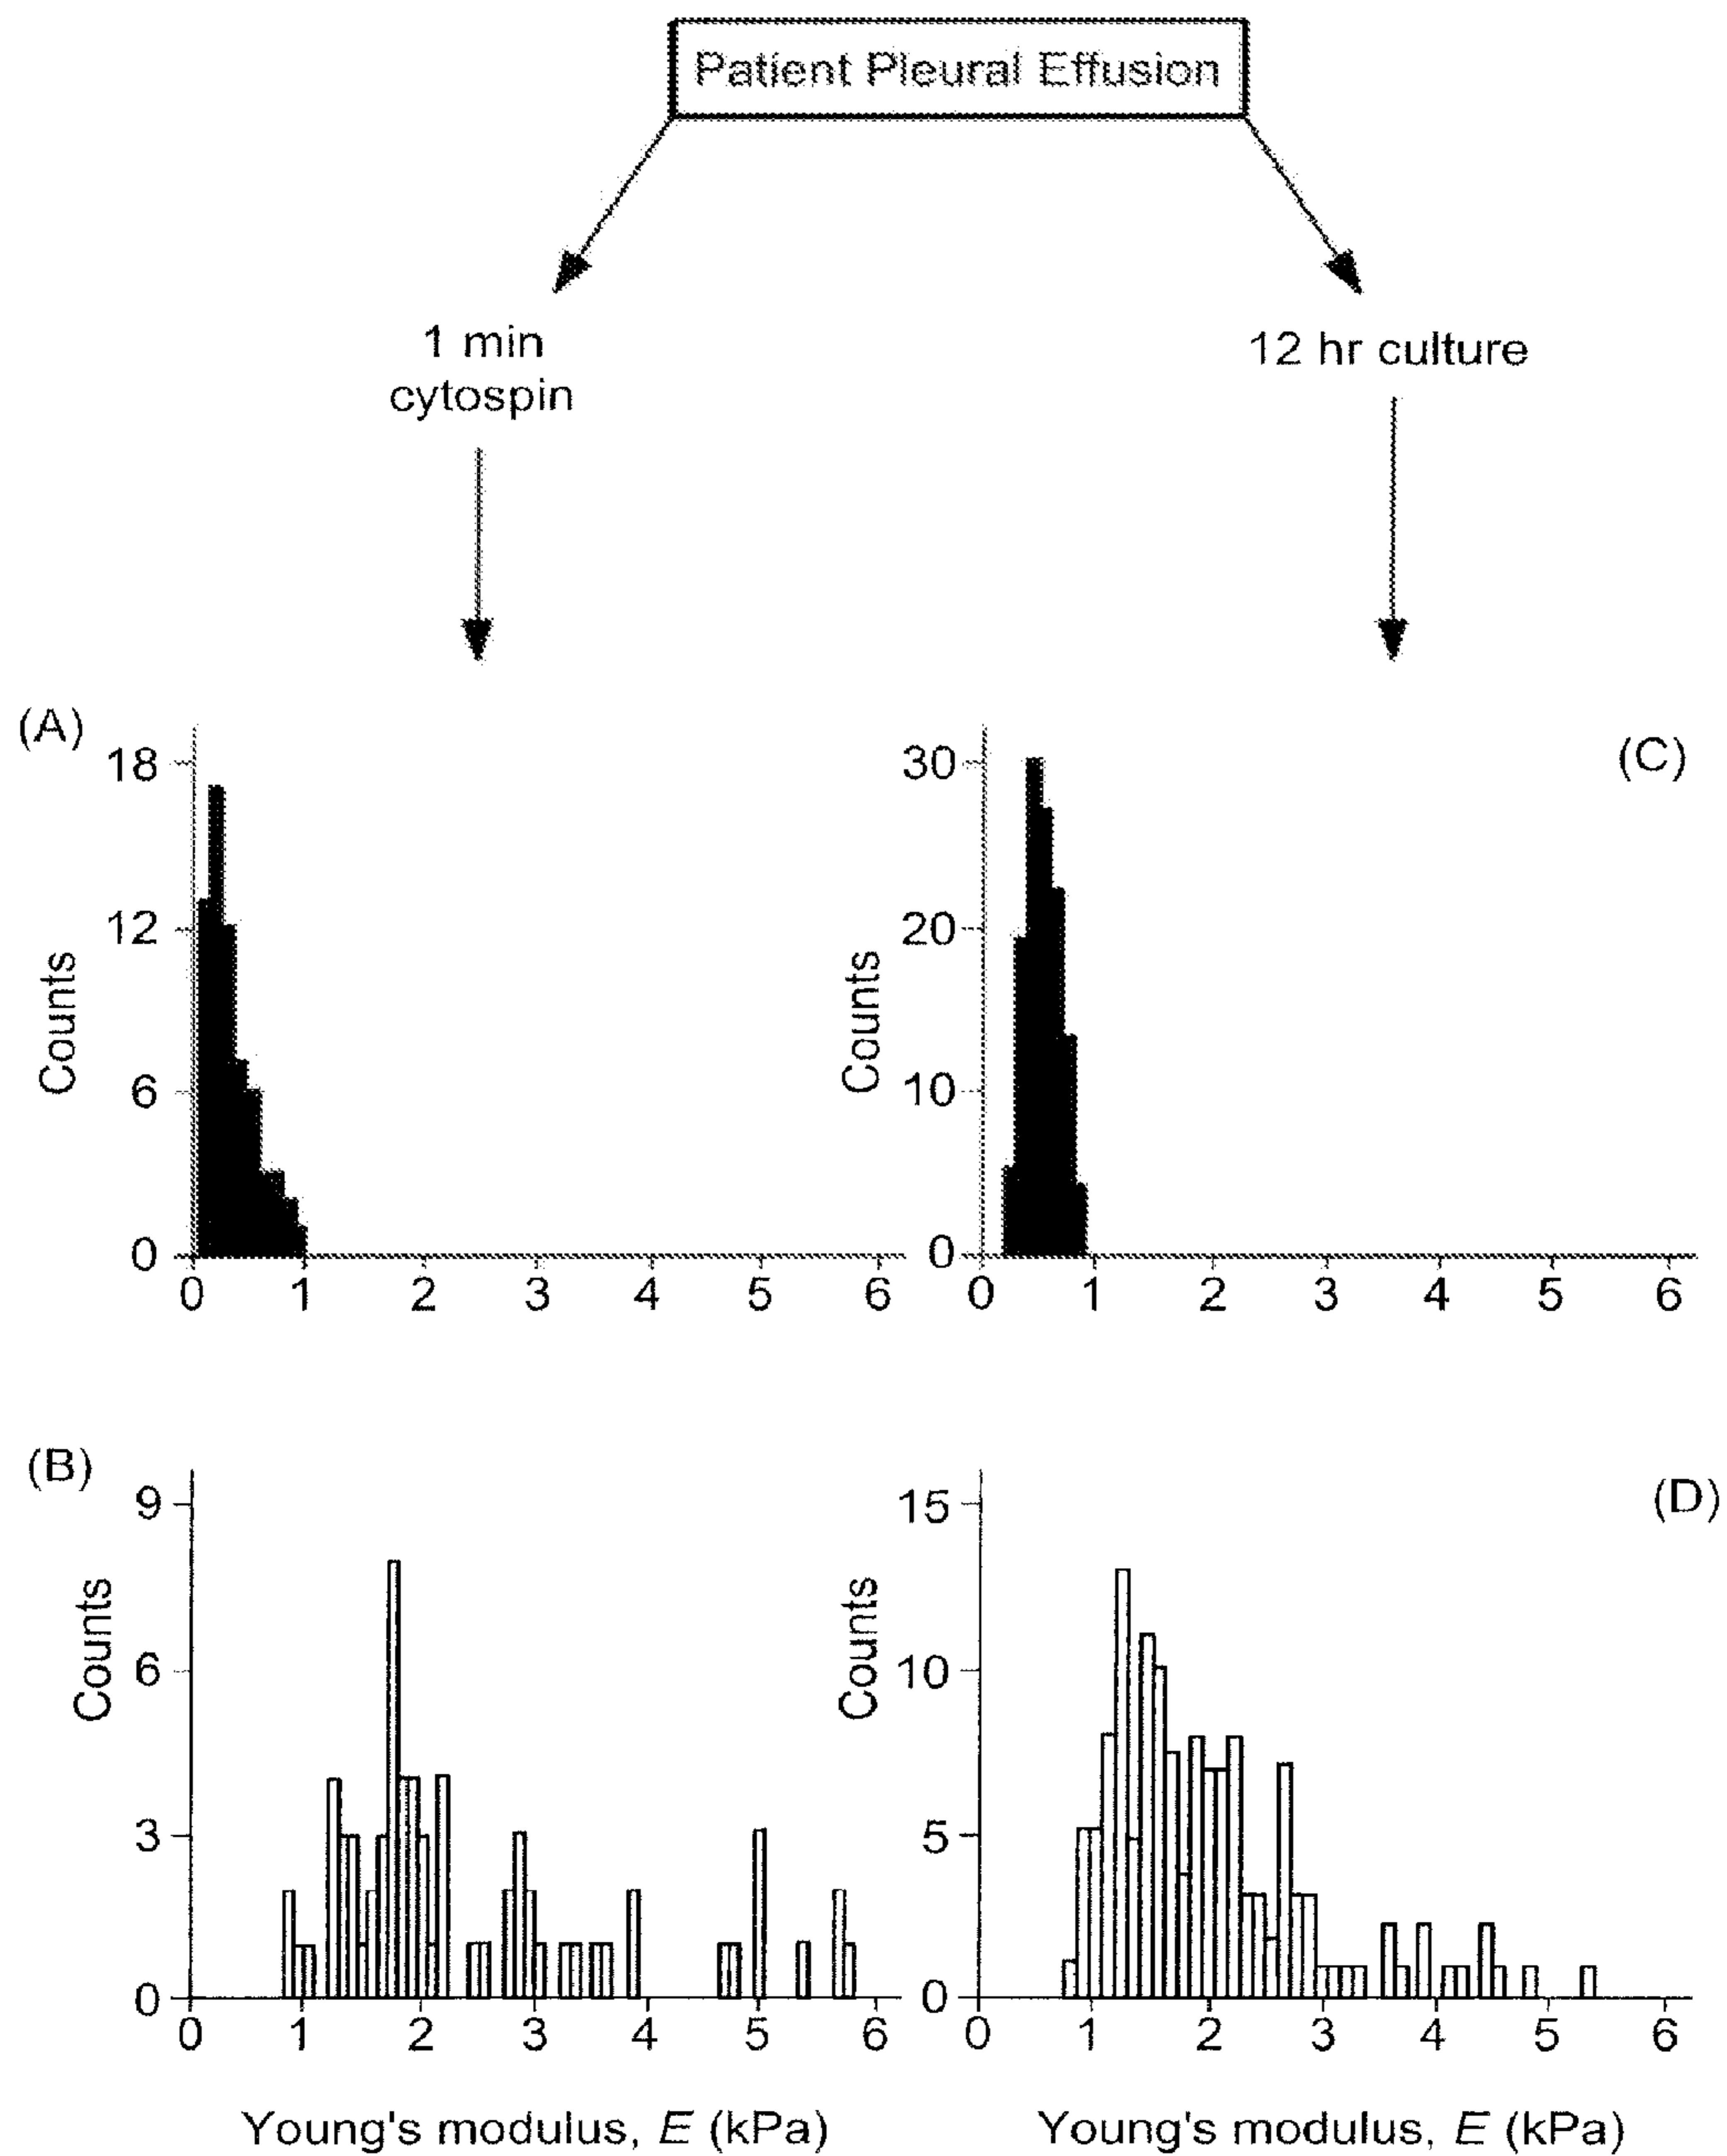 Patient Pleural Effusion
1 min
cytospin
12 hr culture
(A)
18
12
6
0
Counts
0 1 2 3 4 5 6
(C)
30
20
10
0
Counts
0 1 2 3 4 5 6
(B)
9
6
3
0
Counts
0 1 2 3 4 5 6
Young's modulus, E (kPa)
(D)
15
10
5
0
Counts
0 1 2 3 4 5 6
Young's modulus, E (kPa)